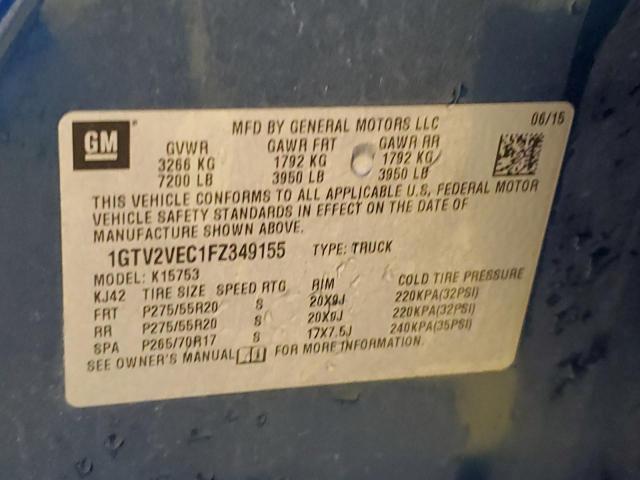 GM
MFD BY GENERAL MOTORS LLC 06/15
GVWR GAWR FRT GAWR RR
3266 KG 1792 KG 1792 KG
7200 LB 3950 LB 3950 LB
THIS VEHICLE CONFORMS TO ALL APPLICABLE U.S. FEDERAL MOTOR
VEHICLE SAFETY STANDARDS IN EFFECT ON THE DATE OF
MANUFACTURE SHOWN ABOVE.
1GTV2VEC1FZ349155 TYPE: TRUCK
MODEL: K15753
KJ42 TIRE SIZE SPEED RTG RIM COLD TIRE PRESSURE
FRT P275/55R20 S 20X9J 220KPA(32PSI)
RR P275/55R20 S 20X9J 220KPA(32PSI)
SPA P265/70R17 S 17X7.5J 240KPA(35PSI)
SEE OWNER'S MANUAL FOR MORE INFORMATION.